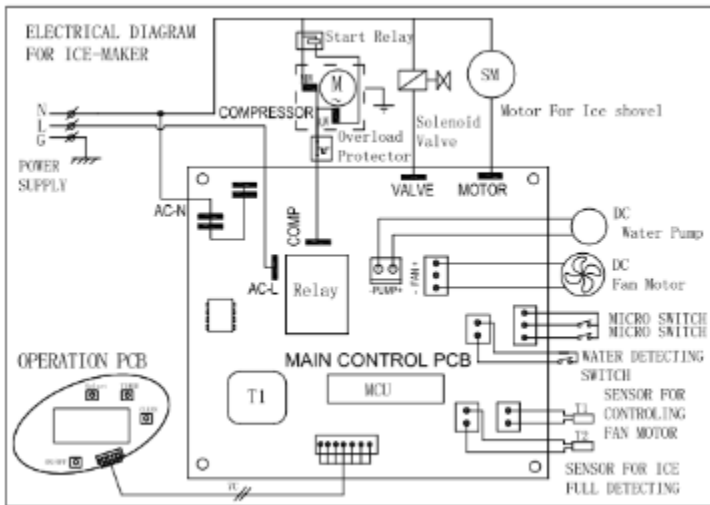 ELECTRICAL DIAGRAM
FOR ICE-MAKER
Start Relay
M
SM
N
L
G
COMPRESSOR
Motor For Ice shovel
Solenoid
Valve
Overload
Protector
POWER
SUPPLY
VALVE
MOTOR
AC-N
COMP
DC
Water Pump
AC-L
Relay
-PUMP+
- FAN +
DC
Fan Motor
MICRO SWITCH
MICRO SWITCH
OPERATION PCB
MAIN CONTROL PCB
WATER DETECTING
SWITCH
T1
MCU
SENSOR FOR
CONTROLING
FAN MOTOR
T1
T2
SENSOR FOR ICE
FULL DETECTING